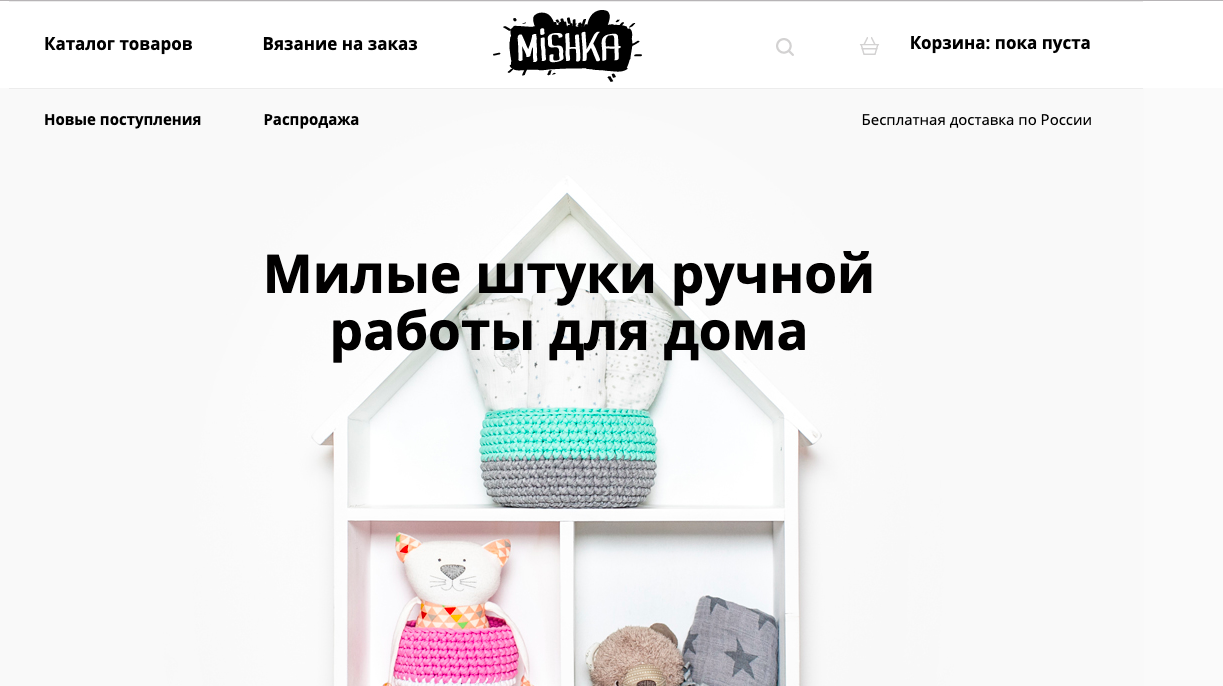 Каталог товаров
Вязание на заказ
MiSHKA
Корзина: пока пуста
Новые поступления
Распродажа
Бесплатная доставка по России
Милые штуки ручной
работы для дома